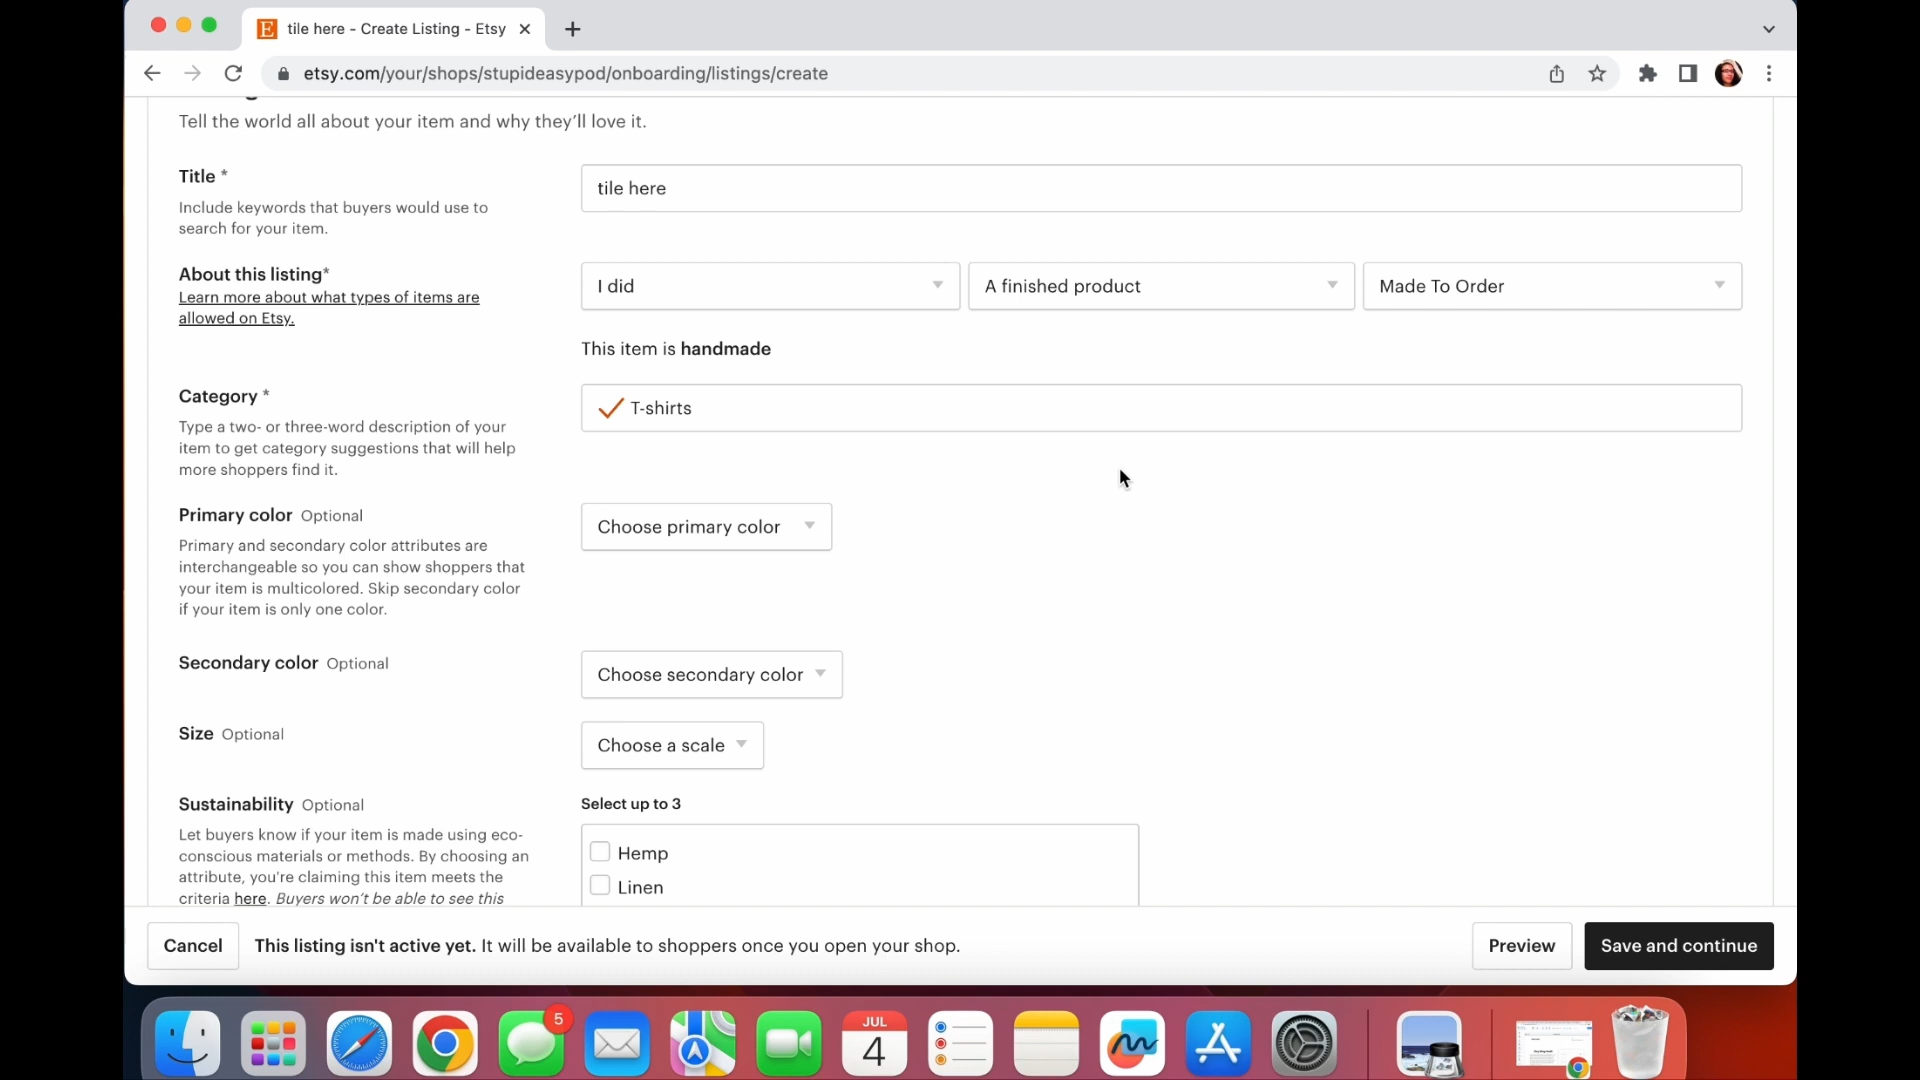 tile here - Create Listing - Etsy
etsy.com/your/shops/stupideasypod/onboarding/listings/create
Tell the world all about your item and why they'll love it.
Title *
Include keywords that buyers would use to
search for your item.
tile here
About this listing*
Learn more about what types of items are
allowed on Etsy.
I did
A finished product
Made To Order
This item is handmade
Category *
Type a two- or three-word description of your
item to get category suggestions that will help
more shoppers find it.
T-shirts
Primary color Optional
Primary and secondary color attributes are
interchangeable so you can show shoppers that
your item is multicolored. Skip secondary color
if your item is only one color.
Choose primary color
Secondary color Optional
Choose secondary color
Size Optional
Choose a scale
Sustainability Optional
Let buyers know if your item is made using eco-
conscious materials or methods. By choosing an
attribute, you're claiming this item meets the
criteria here. Buyers won't be able to see this
Select up to 3
Hemp
Linen
Cancel
This listing isn't active yet. It will be available to shoppers once you open your shop.
Preview
Save and continue
5
JUL
4